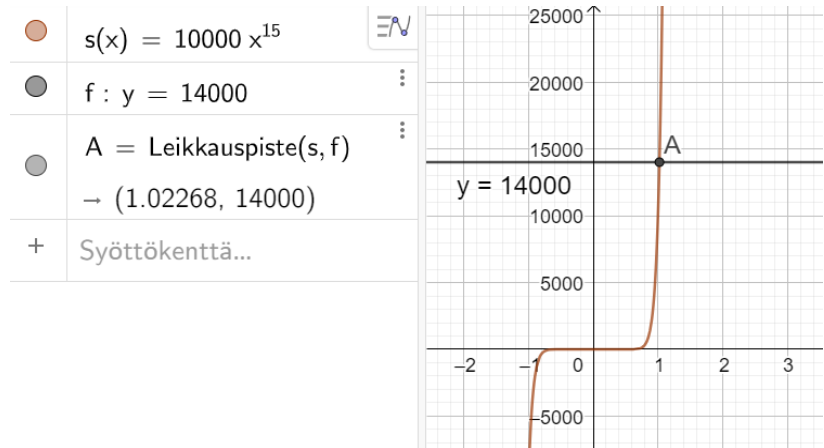 s(x) = 10000 x¹⁵
f : y = 14000
A = Leikkauspiste(s, f)
→ (1.02268, 14000)
+ Syöttökenttä...
25000
20000
15000
A
y = 14000
10000
5000
–2 –1 0 1 2 3
–5000